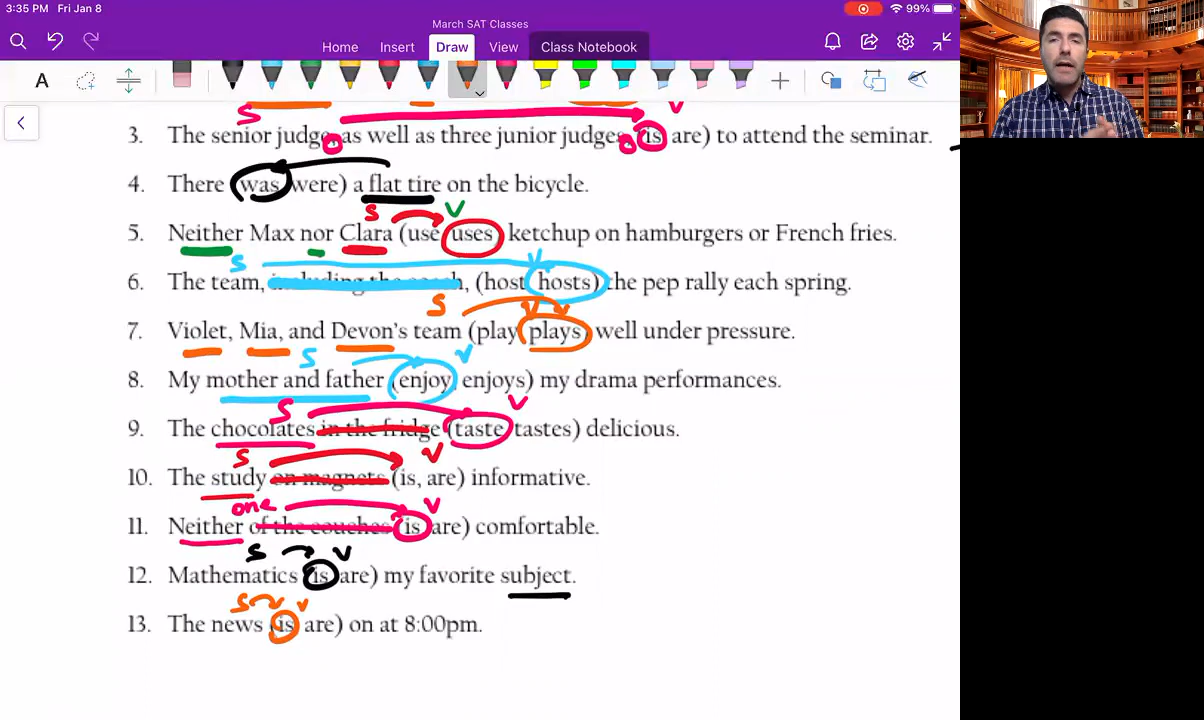 3:35 PM Fri Jan 8
99%
March SAT Classes
Home Insert Draw View Class Notebook
A
S V
3. The senior judge, as well as three junior judges, (is, are) to attend the seminar.
4. There (was, were) a flat tire on the bicycle.
S V
5. Neither Max nor Clara (use, uses) ketchup on hamburgers or French fries.
S V
6. The team, including the coach, (host, hosts) the pep rally each spring.
S V V
7. Violet, Mia, and Devon's team (play, plays) well under pressure.
S V
8. My mother and father (enjoy, enjoys) my drama performances.
S V
9. The chocolates in the fridge (taste, tastes) delicious.
S V
10. The study on magnets (is, are) informative.
one V
11. Neither of the couches (is, are) comfortable.
S V
12. Mathematics (is, are) my favorite subject.
S V
13. The news (is, are) on at 8:00pm.